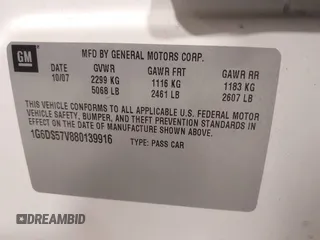 GM
MFD BY GENERAL MOTORS CORP.
DATE GVWR GAWR FRT GAWR RR
10/07 2299 KG 1116 KG 1183 KG
5068 LB 2461 LB 2607 LB
THIS VEHICLE CONFORMS TO ALL APPLICABLE U.S. FEDERAL MOTOR
VEHICLE SAFETY, BUMPER, AND THEFT PREVENTION STANDARDS IN EFFECT ON THE
DATE OF MANUFACTURE SHOWN ABOVE.
1G6DS57V880139916 TYPE: PASS CAR
DREAMBID